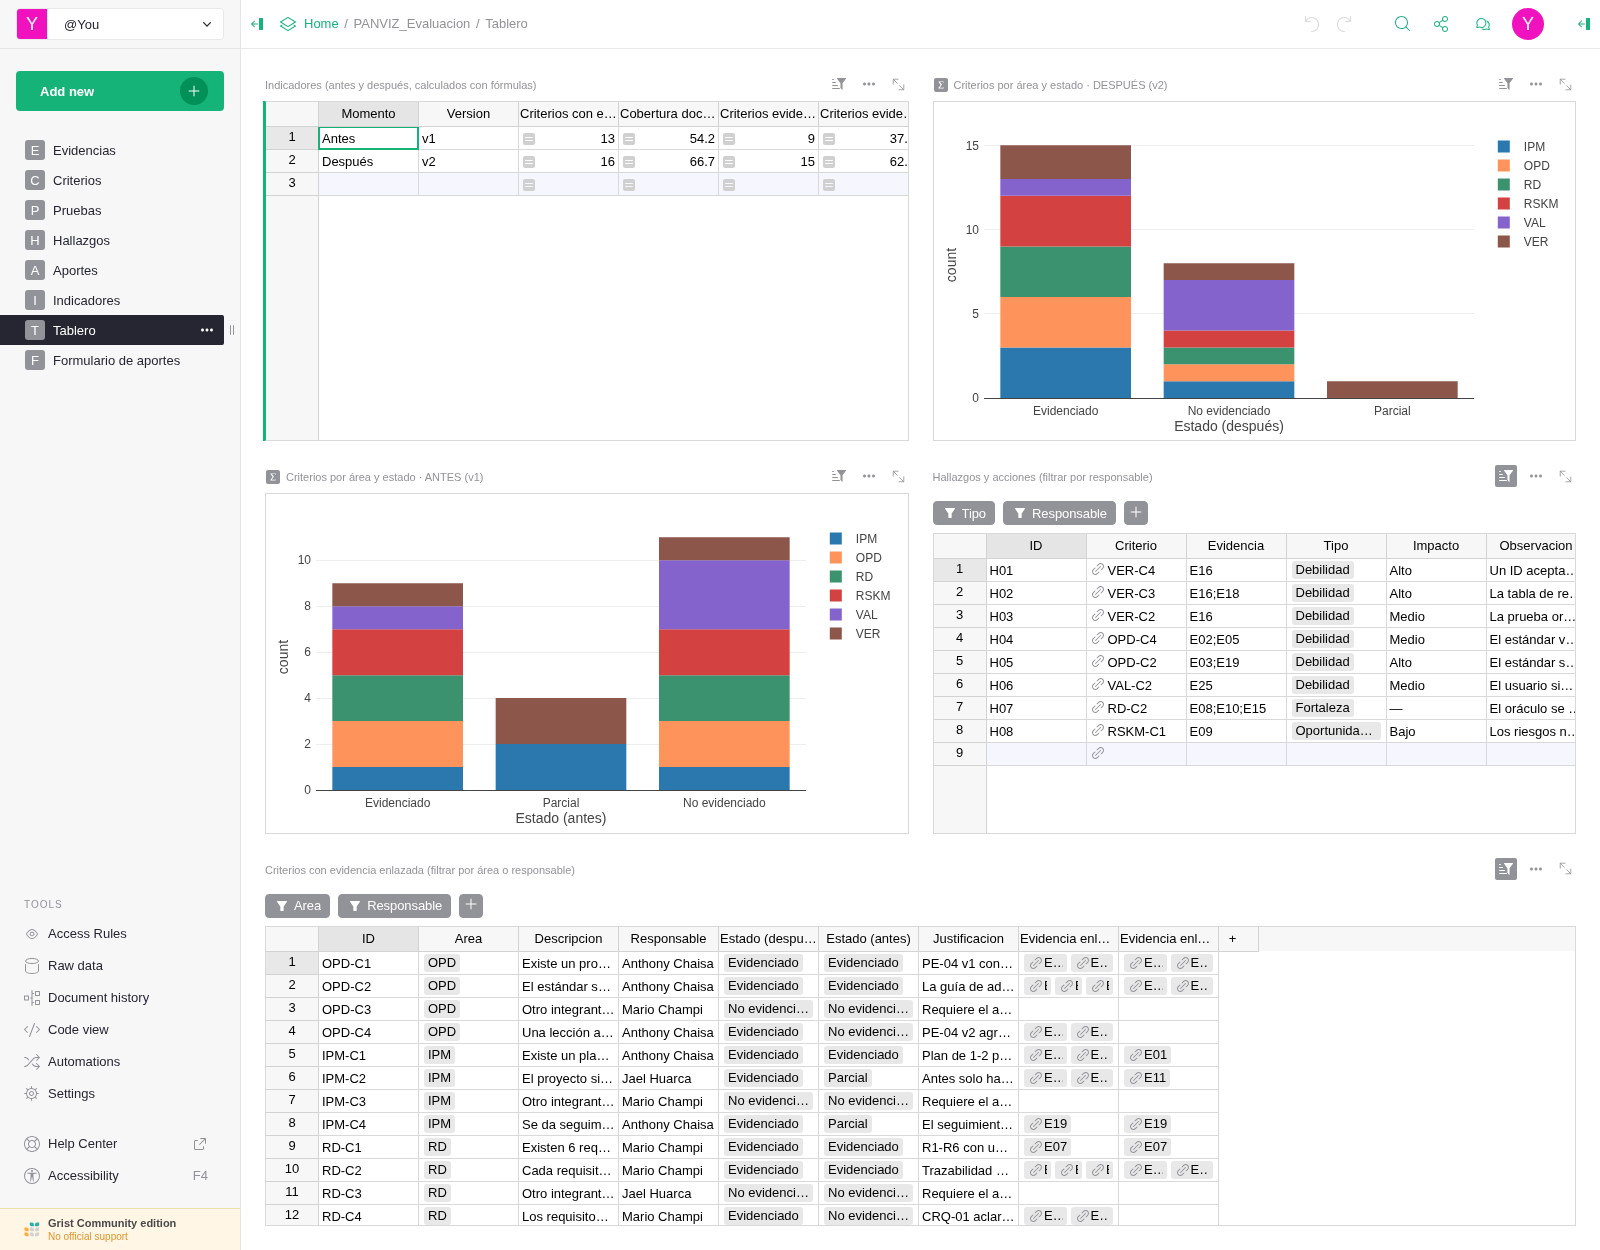 Y @You
Home / PANVIZ_Evaluacion / Tablero
Y
Add new
E Evidencias
C Criterios
P Pruebas
H Hallazgos
A Aportes
I Indicadores
T Tablero
F Formulario de aportes
TOOLS
Access Rules
Raw data
Document history
Code view
Automations
Settings
Help Center
Accessibility F4
Grist Community edition
No official support
Indicadores (antes y después, calculados con fórmulas)
Momento Version Criterios con e… Cobertura doc… Criterios evide… Criterios evide.
1 Antes v1 13 54.2 9 37.
2 Después v2 16 66.7 15 62.
3
Σ Criterios por área y estado · DESPUÉS (v2)
15
10
5
0
count
Evidenciado No evidenciado Parcial
Estado (después)
IPM
OPD
RD
RSKM
VAL
VER
Σ Criterios por área y estado · ANTES (v1)
10
8
6
4
2
0
count
Evidenciado Parcial No evidenciado
Estado (antes)
IPM
OPD
RD
RSKM
VAL
VER
Hallazgos y acciones (filtrar por responsable)
Tipo Responsable +
ID Criterio Evidencia Tipo Impacto Observacion
1 H01 VER-C4 E16 Debilidad Alto Un ID acepta…
2 H02 VER-C3 E16;E18 Debilidad Alto La tabla de re…
3 H03 VER-C2 E16 Debilidad Medio La prueba or…
4 H04 OPD-C4 E02;E05 Debilidad Medio El estándar v…
5 H05 OPD-C2 E03;E19 Debilidad Alto El estándar s…
6 H06 VAL-C2 E25 Debilidad Medio El usuario si…
7 H07 RD-C2 E08;E10;E15 Fortaleza — El oráculo se …
8 H08 RSKM-C1 E09 Oportunida… Bajo Los riesgos n…
9
Criterios con evidencia enlazada (filtrar por área o responsable)
Area Responsable +
ID Area Descripcion Responsable Estado (despu… Estado (antes) Justificacion Evidencia enl… Evidencia enl… +
1 OPD-C1 OPD Existe un pro… Anthony Chaisa Evidenciado Evidenciado PE-04 v1 con… E… E… E… E…
2 OPD-C2 OPD El estándar s… Anthony Chaisa Evidenciado Evidenciado La guía de ad… E… E…
3 OPD-C3 OPD Otro integrant… Mario Champi No evidenci… No evidenci… Requiere el a…
4 OPD-C4 OPD Una lección a… Anthony Chaisa Evidenciado No evidenci… PE-04 v2 agr… E… E…
5 IPM-C1 IPM Existe un pla… Anthony Chaisa Evidenciado Evidenciado Plan de 1-2 p… E… E… E01
6 IPM-C2 IPM El proyecto si… Jael Huarca Evidenciado Parcial Antes solo ha… E… E… E11
7 IPM-C3 IPM Otro integrant… Mario Champi No evidenci… No evidenci… Requiere el a…
8 IPM-C4 IPM Se da seguim… Anthony Chaisa Evidenciado Parcial El seguimient… E19 E19
9 RD-C1 RD Existen 6 req… Mario Champi Evidenciado Evidenciado R1-R6 con u… E07 E07
10 RD-C2 RD Cada requisit… Mario Champi Evidenciado Evidenciado Trazabilidad … E… E…
11 RD-C3 RD Otro integrant… Jael Huarca No evidenci… No evidenci… Requiere el a…
12 RD-C4 RD Los requisito… Mario Champi Evidenciado No evidenci… CRQ-01 aclar… E… E…